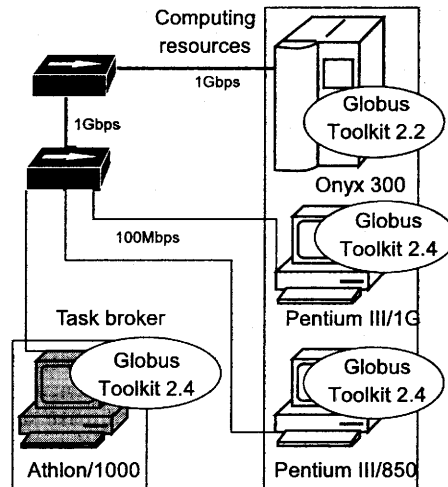 Computing
resources
1Gbps
Globus
Toolkit 2.2
1Gbps
Onyx 300
Globus
Toolkit 2.4
100Mbps
Pentium III/1G
Task broker
Globus
Toolkit 2.4
Globus
Toolkit 2.4
Athlon/1000
Pentium III/850